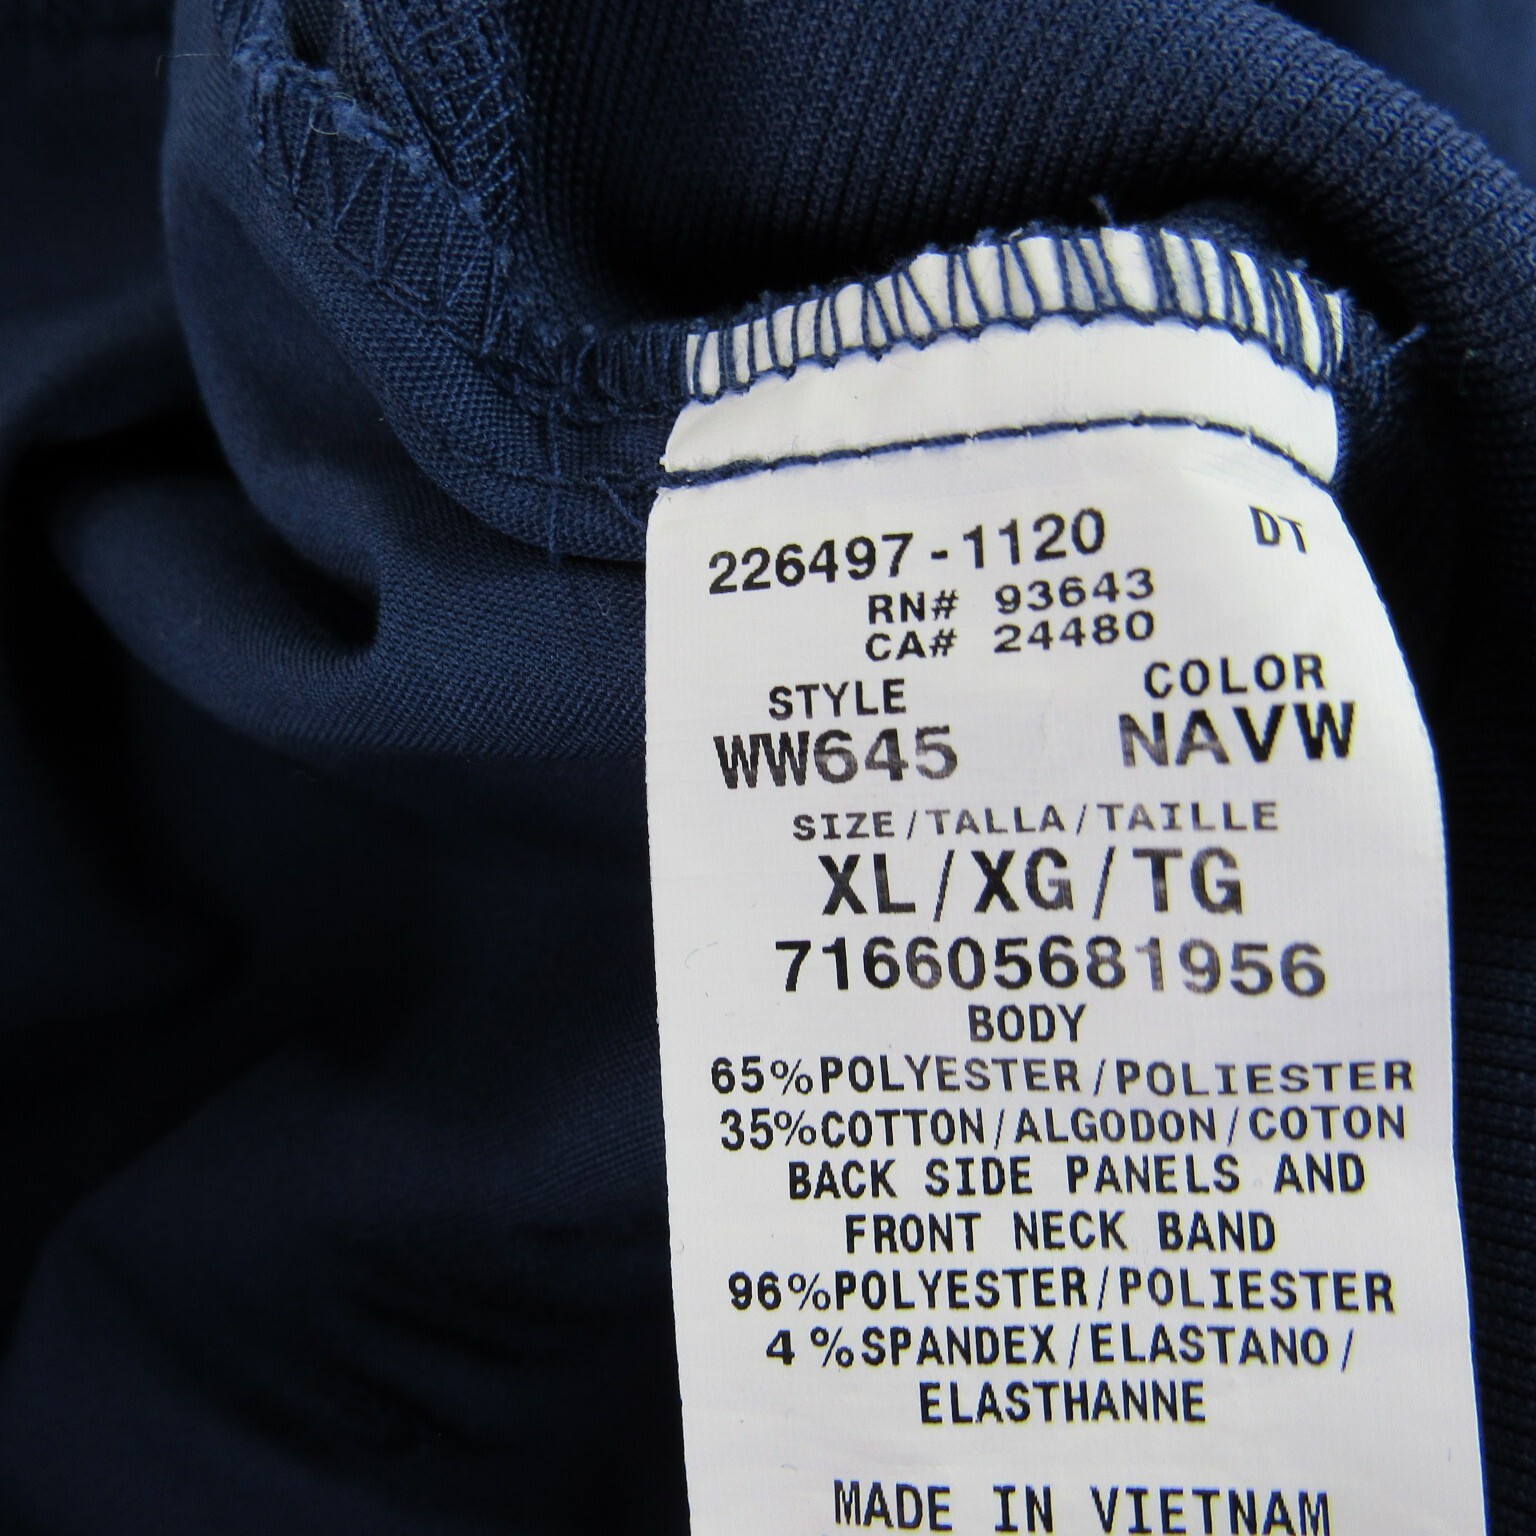 226497-1120 DT
RN# 93643
CA# 24480
STYLE COLOR
WW645 NAVW
SIZE/TALLA/TAILLE
XL/XG/TG
716605681956
BODY
65%POLYESTER/POLIESTER
35%COTTON/ALGODON/COTON
BACK SIDE PANELS AND
FRONT NECK BAND
96%POLYESTER/POLIESTER
4%SPANDEX/ELASTANO/
ELASTHANNE
MADE IN VIETNAM